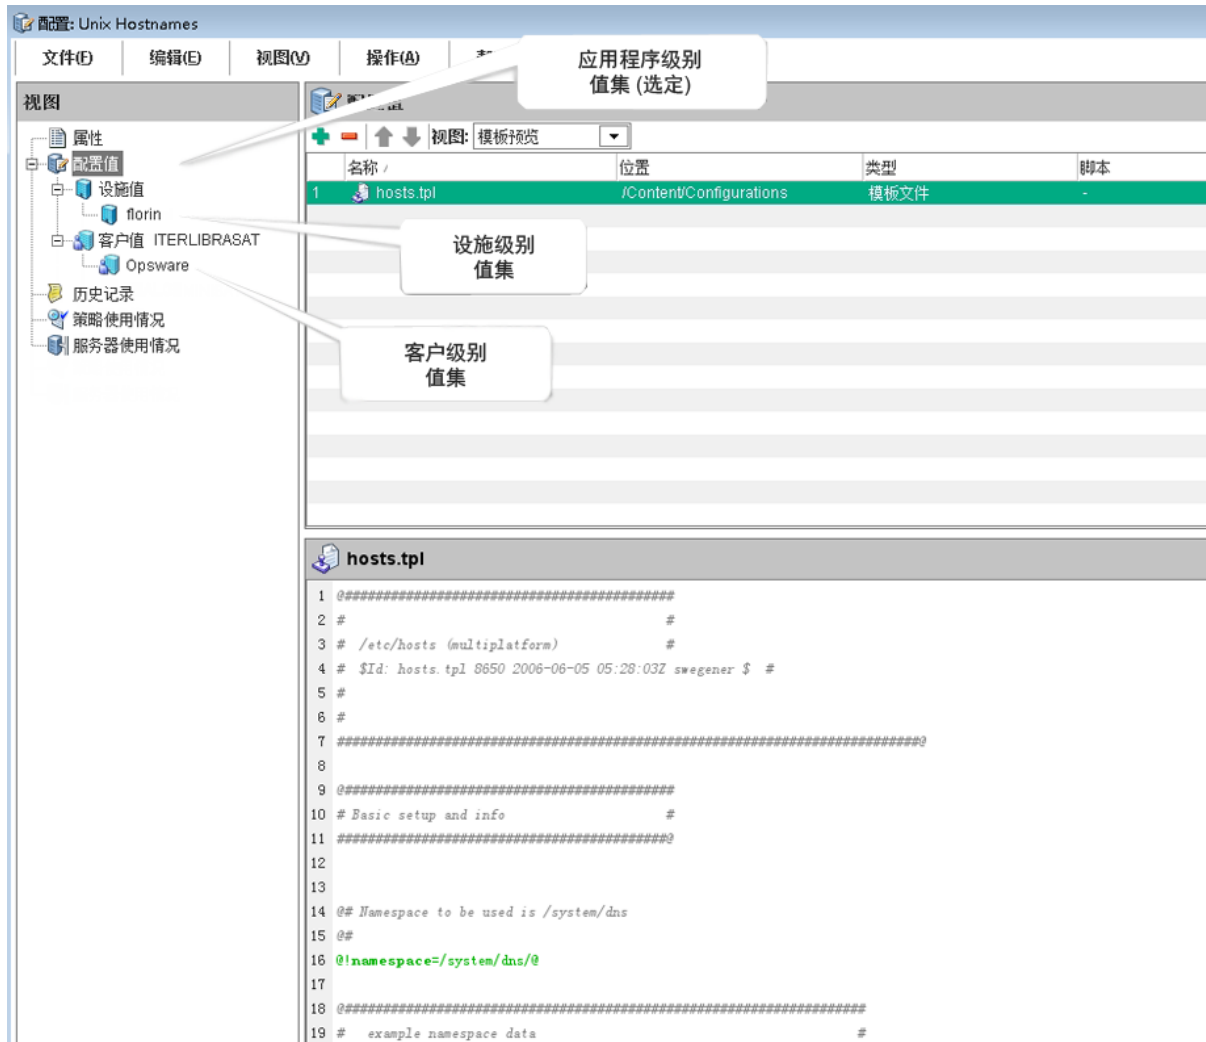 配置: Unix Hostnames
文件(F) 编辑(E) 视图(V) 操作(A)
应用程序级别
值集 (选定)
视图
属性
配置值
设施值
florin
客户值 ITERLIBRASAT
Opsware
历史记录
策略使用情况
服务器使用情况
视图: 模板预览
名称 / 位置 类型 脚本
1 hosts.tpl /Content/Configurations 模板文件 -
设施级别
值集
客户级别
值集
hosts.tpl
1 @###########################################
2 # #
3 # /etc/hosts (multiplatform) #
4 # $Id: hosts.tpl 8650 2006-06-05 05:28:03Z swegener $ #
5 #
6 #
7 ############################################################################@
8
9 @###########################################
10 # Basic setup and info #
11 ###########################################@
12
13
14 @# Namespace to be used is /system/dns
15 @#
16 @!namespace=/system/dns/@
17
18 @####################################################################
19 # example namespace data #